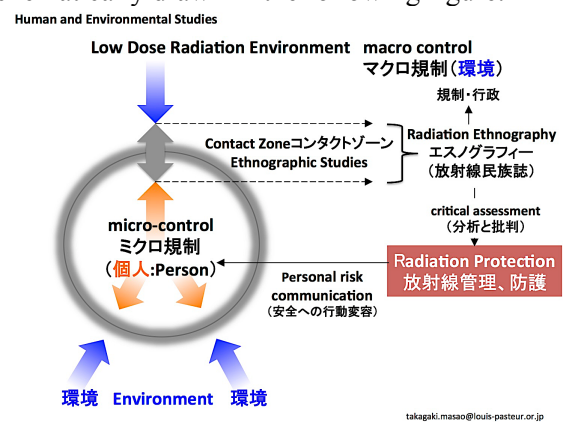 Human and Environmental Studies
Low Dose Radiation Environment macro control
マクロ規制(環境)
規制・行政
Contact Zoneコンタクトゾーン
Ethnographic Studies
Radiation Ethnography
エスノグラフィー
(放射線民族誌)
critical assessment
(分析と批判)
micro-control
ミクロ規制
(個人:Person)
Radiation Protection
放射線管理、防護
Personal risk
communication
(安全への行動変容)
環境 Environment 環境
takagaki.masao@louis-pasteur.or.jp